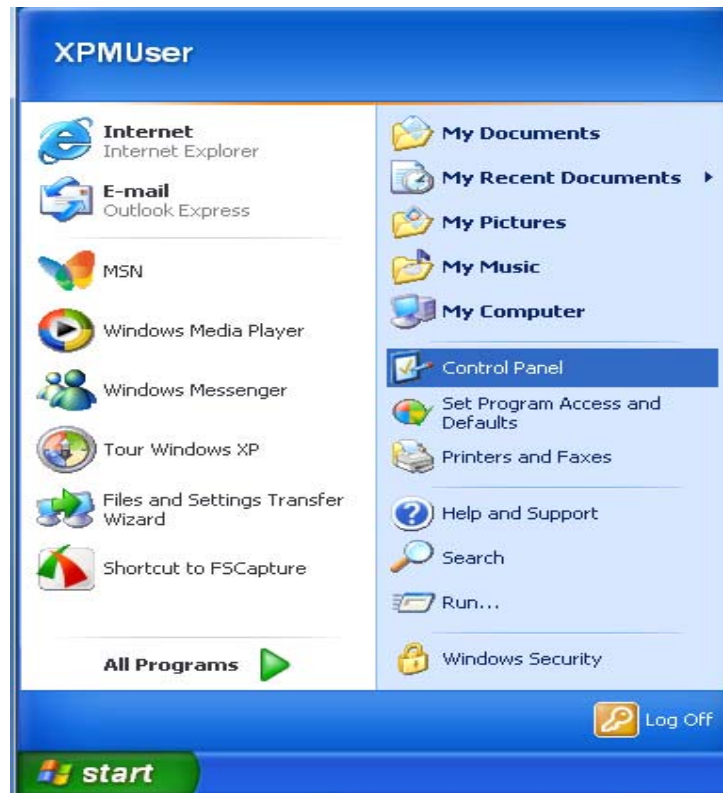 XPMUser
Internet
Internet Explorer
E-mail
Outlook Express
MSN
Windows Media Player
Windows Messenger
Tour Windows XP
Files and Settings Transfer
Wizard
Shortcut to FSCapture
All Programs
My Documents
My Recent Documents
My Pictures
My Music
My Computer
Control Panel
Set Program Access and
Defaults
Printers and Faxes
Help and Support
Search
Run...
Windows Security
Log Off
start